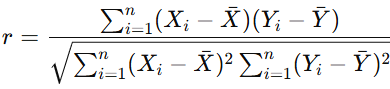 r = \frac{\sum_{i=1}^{n}(X_i - \bar{X})(Y_i - \bar{Y})}{\sqrt{\sum_{i=1}^{n}(X_i - \bar{X})^2 \sum_{i=1}^{n}(Y_i - \bar{Y})^2}}